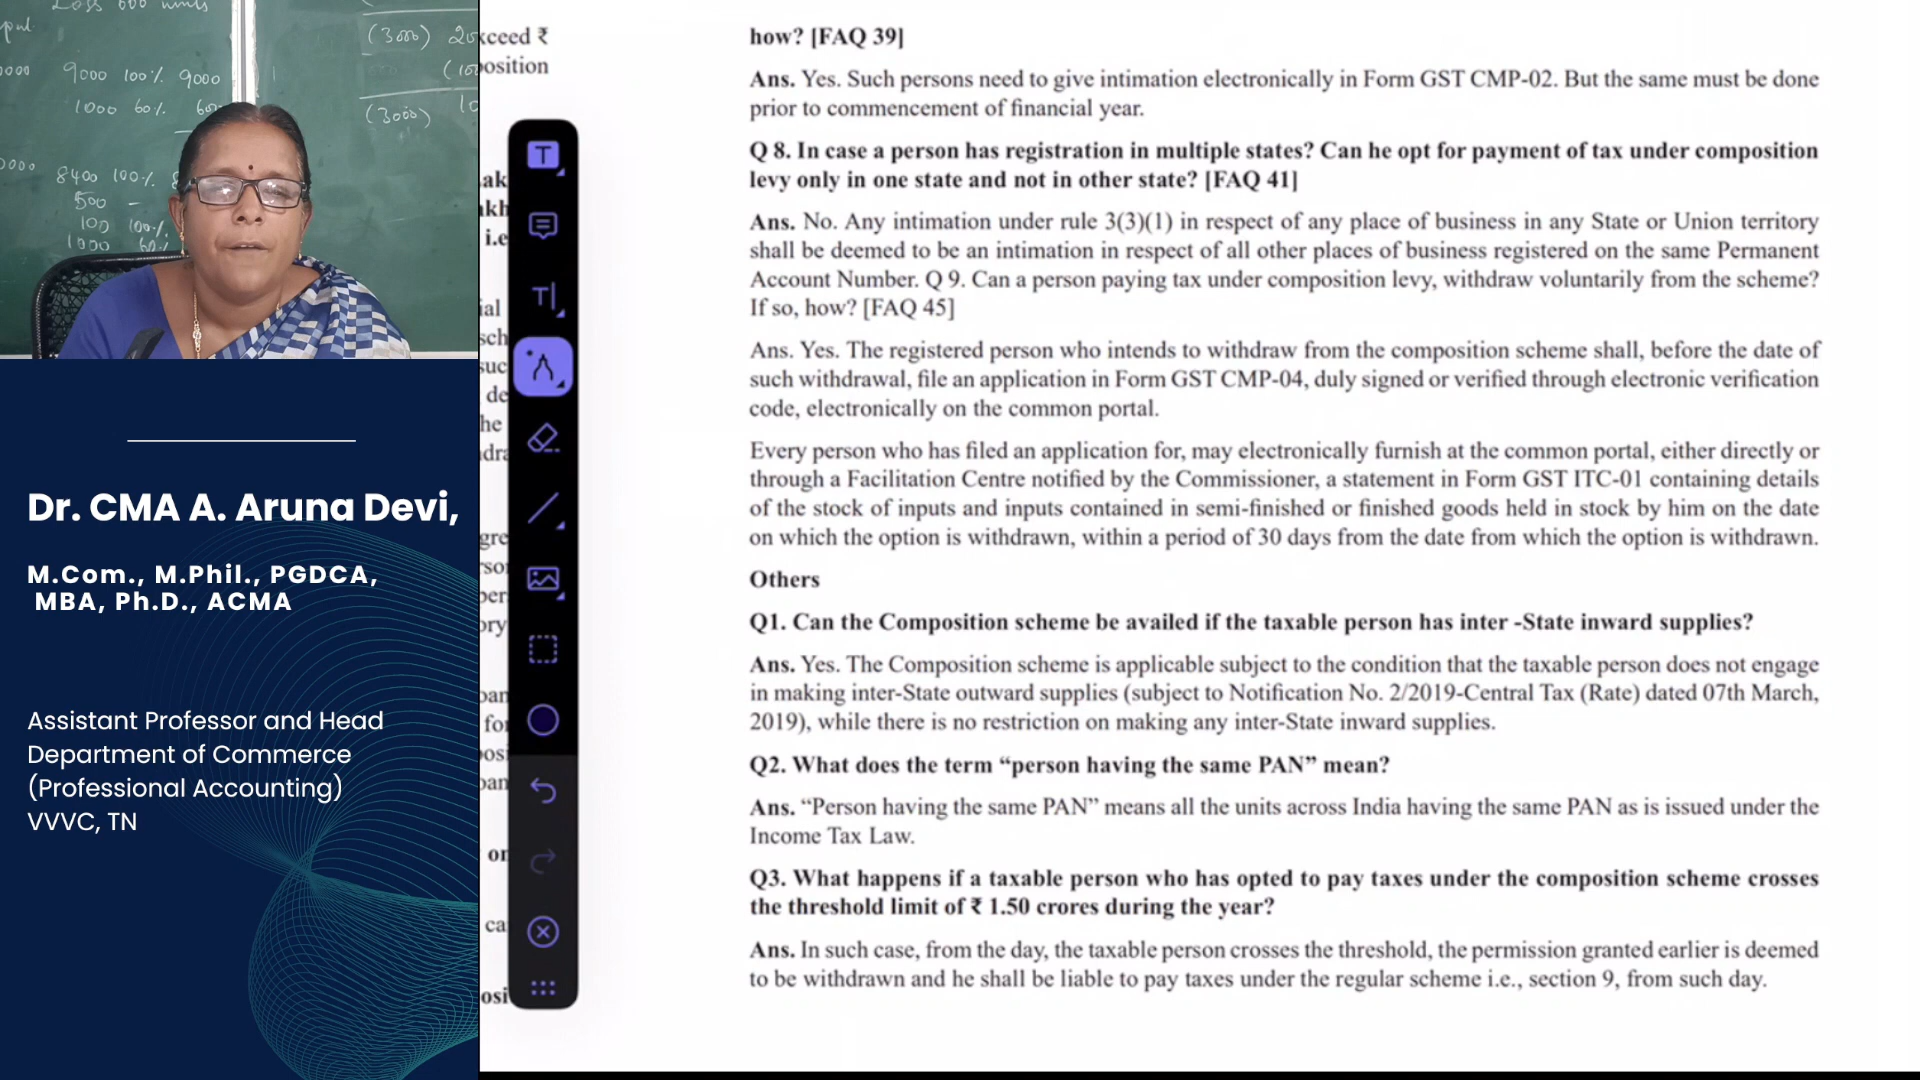 Loss 600 units
9000 100% 9000
1000 60%
8400 100%
500 -
100 100%
1000 60%
(3000)
(3000)
Dr. CMA A. Aruna Devi,
M.Com., M.Phil., PGDCA,
MBA, Ph.D., ACMA
Assistant Professor and Head
Department of Commerce
(Professional Accounting)
VVVC, TN
xceed ₹
position
how? [FAQ 39]
Ans. Yes. Such persons need to give intimation electronically in Form GST CMP-02. But the same must be done
prior to commencement of financial year.
Q 8. In case a person has registration in multiple states? Can he opt for payment of tax under composition
levy only in one state and not in other state? [FAQ 41]
Ans. No. Any intimation under rule 3(3)(1) in respect of any place of business in any State or Union territory
shall be deemed to be an intimation in respect of all other places of business registered on the same Permanent
Account Number. Q 9. Can a person paying tax under composition levy, withdraw voluntarily from the scheme?
If so, how? [FAQ 45]
Ans. Yes. The registered person who intends to withdraw from the composition scheme shall, before the date of
such withdrawal, file an application in Form GST CMP-04, duly signed or verified through electronic verification
code, electronically on the common portal.
Every person who has filed an application for, may electronically furnish at the common portal, either directly or
through a Facilitation Centre notified by the Commissioner, a statement in Form GST ITC-01 containing details
of the stock of inputs and inputs contained in semi-finished or finished goods held in stock by him on the date
on which the option is withdrawn, within a period of 30 days from the date from which the option is withdrawn.
Others
Q1. Can the Composition scheme be availed if the taxable person has inter -State inward supplies?
Ans. Yes. The Composition scheme is applicable subject to the condition that the taxable person does not engage
in making inter-State outward supplies (subject to Notification No. 2/2019-Central Tax (Rate) dated 07th March,
2019), while there is no restriction on making any inter-State inward supplies.
Q2. What does the term “person having the same PAN” mean?
Ans. “Person having the same PAN” means all the units across India having the same PAN as is issued under the
Income Tax Law.
Q3. What happens if a taxable person who has opted to pay taxes under the composition scheme crosses
the threshold limit of ₹ 1.50 crores during the year?
Ans. In such case, from the day, the taxable person crosses the threshold, the permission granted earlier is deemed
to be withdrawn and he shall be liable to pay taxes under the regular scheme i.e., section 9, from such day.